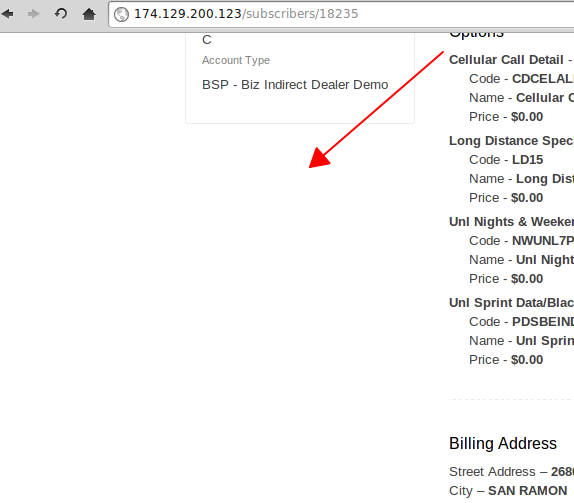 174.129.200.123/subscribers/18235
C
Account Type
BSP - Biz Indirect Dealer Demo
Options
Cellular Call Detail -
Code - CDCELAL
Name - Cellular C
Price - $0.00
Long Distance Spec
Code - LD15
Name - Long Dist
Price - $0.00
Unl Nights & Weeke
Code - NWUNL7P
Name - Unl Night
Price - $0.00
Unl Sprint Data/Blac
Code - PDSBEIND
Name - Unl Sprin
Price - $0.00
Billing Address
Street Address – 268
City – SAN RAMON